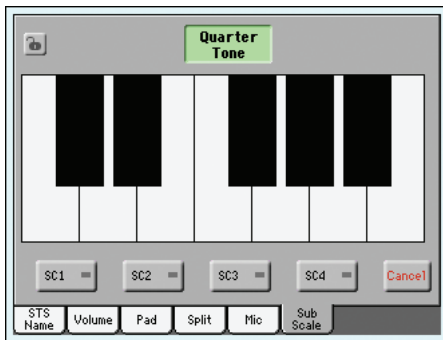 Quarter
Tone
SC1
SC2
SC3
SC4
Cancel
STS
Name
Volume
Pad
Split
Mic
Sub
Scale